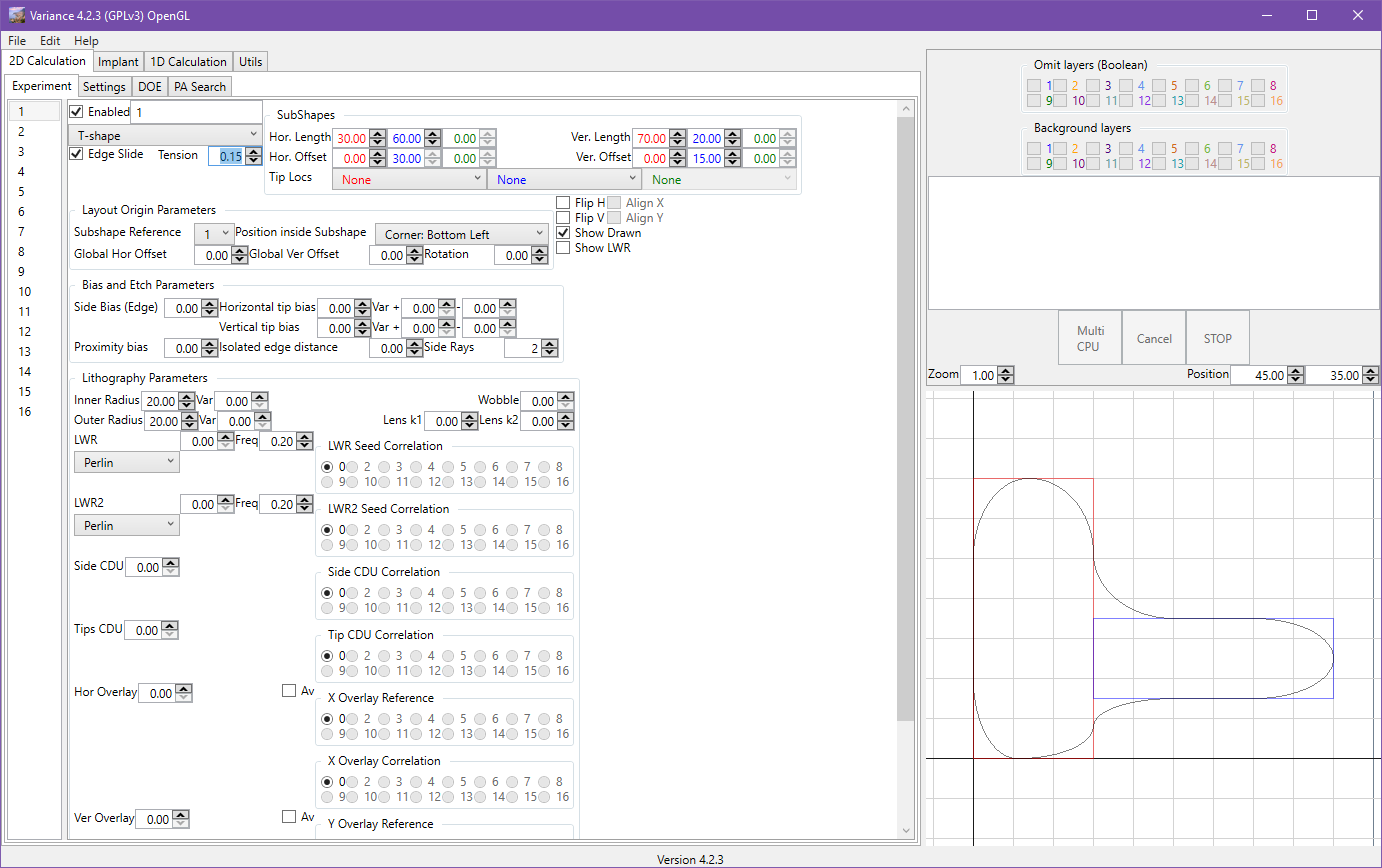 Variance 4.2.3 (GPLv3) OpenGL
File Edit Help
2D Calculation Implant 1D Calculation Utils
Experiment Settings DOE PA Search
1
2
3
4
5
6
7
8
9
10
11
12
13
14
15
16
Enabled 1
T-shape
Edge Slide Tension 0.15
SubShapes
Hor. Length 30.00 60.00 0.00 Ver. Length 70.00 20.00 0.00
Hor. Offset 0.00 30.00 0.00 Ver. Offset 0.00 15.00 0.00
Tip Locs None None None
Flip H Align X
Flip V Align Y
Show Drawn
Show LWR
Layout Origin Parameters
Subshape Reference 1 Position inside Subshape Corner: Bottom Left
Global Hor Offset 0.00 Global Ver Offset 0.00 Rotation 0.00
Bias and Etch Parameters
Side Bias (Edge) 0.00 Horizontal tip bias 0.00 Var + 0.00 - 0.00
Vertical tip bias 0.00 Var + 0.00 - 0.00
Proximity bias 0.00 Isolated edge distance 0.00 Side Rays 2
Lithography Parameters
Inner Radius 20.00 Var 0.00 Wobble 0.00
Outer Radius 20.00 Var 0.00 Lens k1 0.00 Lens k2 0.00
LWR 0.00 Freq 0.20
Perlin
LWR Seed Correlation
0 2 3 4 5 6 7 8
9 10 11 12 13 14 15 16
LWR2 0.00 Freq 0.20
Perlin
LWR2 Seed Correlation
0 2 3 4 5 6 7 8
9 10 11 12 13 14 15 16
Side CDU 0.00
Side CDU Correlation
0 2 3 4 5 6 7 8
9 10 11 12 13 14 15 16
Tips CDU 0.00
Tip CDU Correlation
0 2 3 4 5 6 7 8
9 10 11 12 13 14 15 16
Hor Overlay 0.00 Av
X Overlay Reference
0 2 3 4 5 6 7 8
9 10 11 12 13 14 15 16
X Overlay Correlation
0 2 3 4 5 6 7 8
9 10 11 12 13 14 15 16
Ver Overlay 0.00 Av
Y Overlay Reference
Omit layers (Boolean)
1 2 3 4 5 6 7 8
9 10 11 12 13 14 15 16
Background layers
1 2 3 4 5 6 7 8
9 10 11 12 13 14 15 16
Multi
CPU
Cancel STOP
Zoom 1.00 Position 45.00 35.00
Version 4.2.3